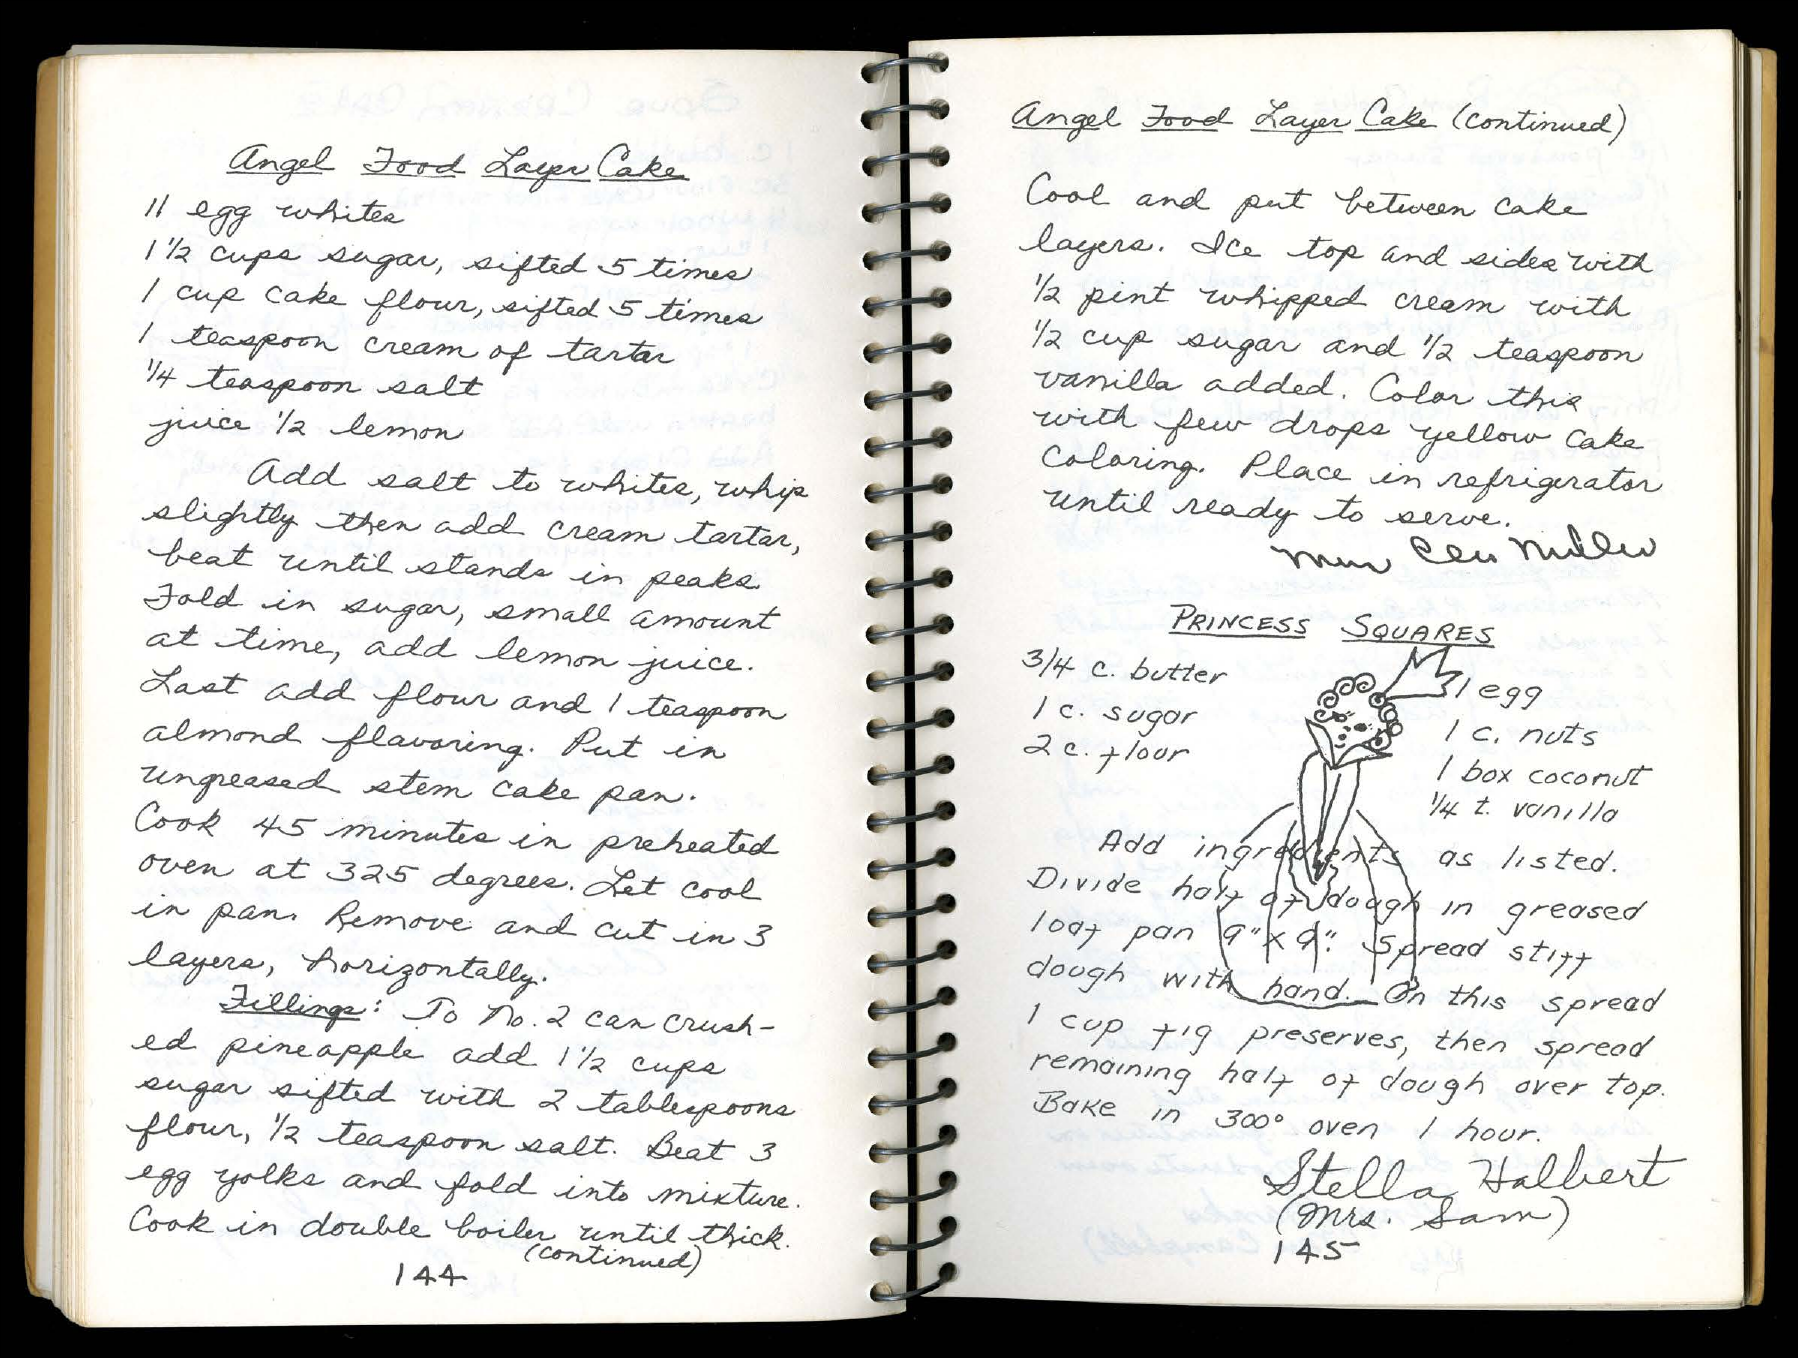 Angel Food Layer Cake
11 egg whites
1 1/2 cups sugar, sifted 5 times
1 cup cake flour, sifted 5 times
1 teaspoon cream of tartar
1/4 teaspoon salt
juice 1/2 lemon
Add salt to whites, whip
slightly then add cream tartar,
beat until stands in peaks
Fold in sugar, small amount
at time, add lemon juice.
Last add flour and 1 teaspoon
almond flavoring. Put in
ungreased stem cake pan.
Cook 45 minutes in preheated
oven at 325 degrees. Let cool
in pan. Remove and cut in 3
layers, horizontally.
Fillings: To No. 2 can crush-
ed pineapple add 1 1/2 cups
sugar sifted with 2 tablespoons
flour, 1/2 teaspoon salt. Beat 3
egg yolks and fold into mixture.
Cook in double boiler until thick.
(continued)
144
Angel Food Layer Cake (continued)
Cool and put between cake
layers. Ice top and sides with
1/2 pint whipped cream with
1/2 cup sugar and 1/2 teaspoon
vanilla added. Color this
with few drops yellow cake
coloring. Place in refrigerator
until ready to serve.
Miller
PRINCESS SQUARES
3/4 c. butter
1 c. sugar
2 c. flour
1 egg
1 c. nuts
1 box coconut
1/4 t. vanilla
Add ingredients as listed.
Divide half of dough in greased
loaf pan 9" x 9". Spread stiff
dough with hand. On this spread
1 cup fig preserves, then spread
remaining half of dough over top.
Bake in 300° oven 1 hour.
Stella Halbert
(Mrs. Sam)
145